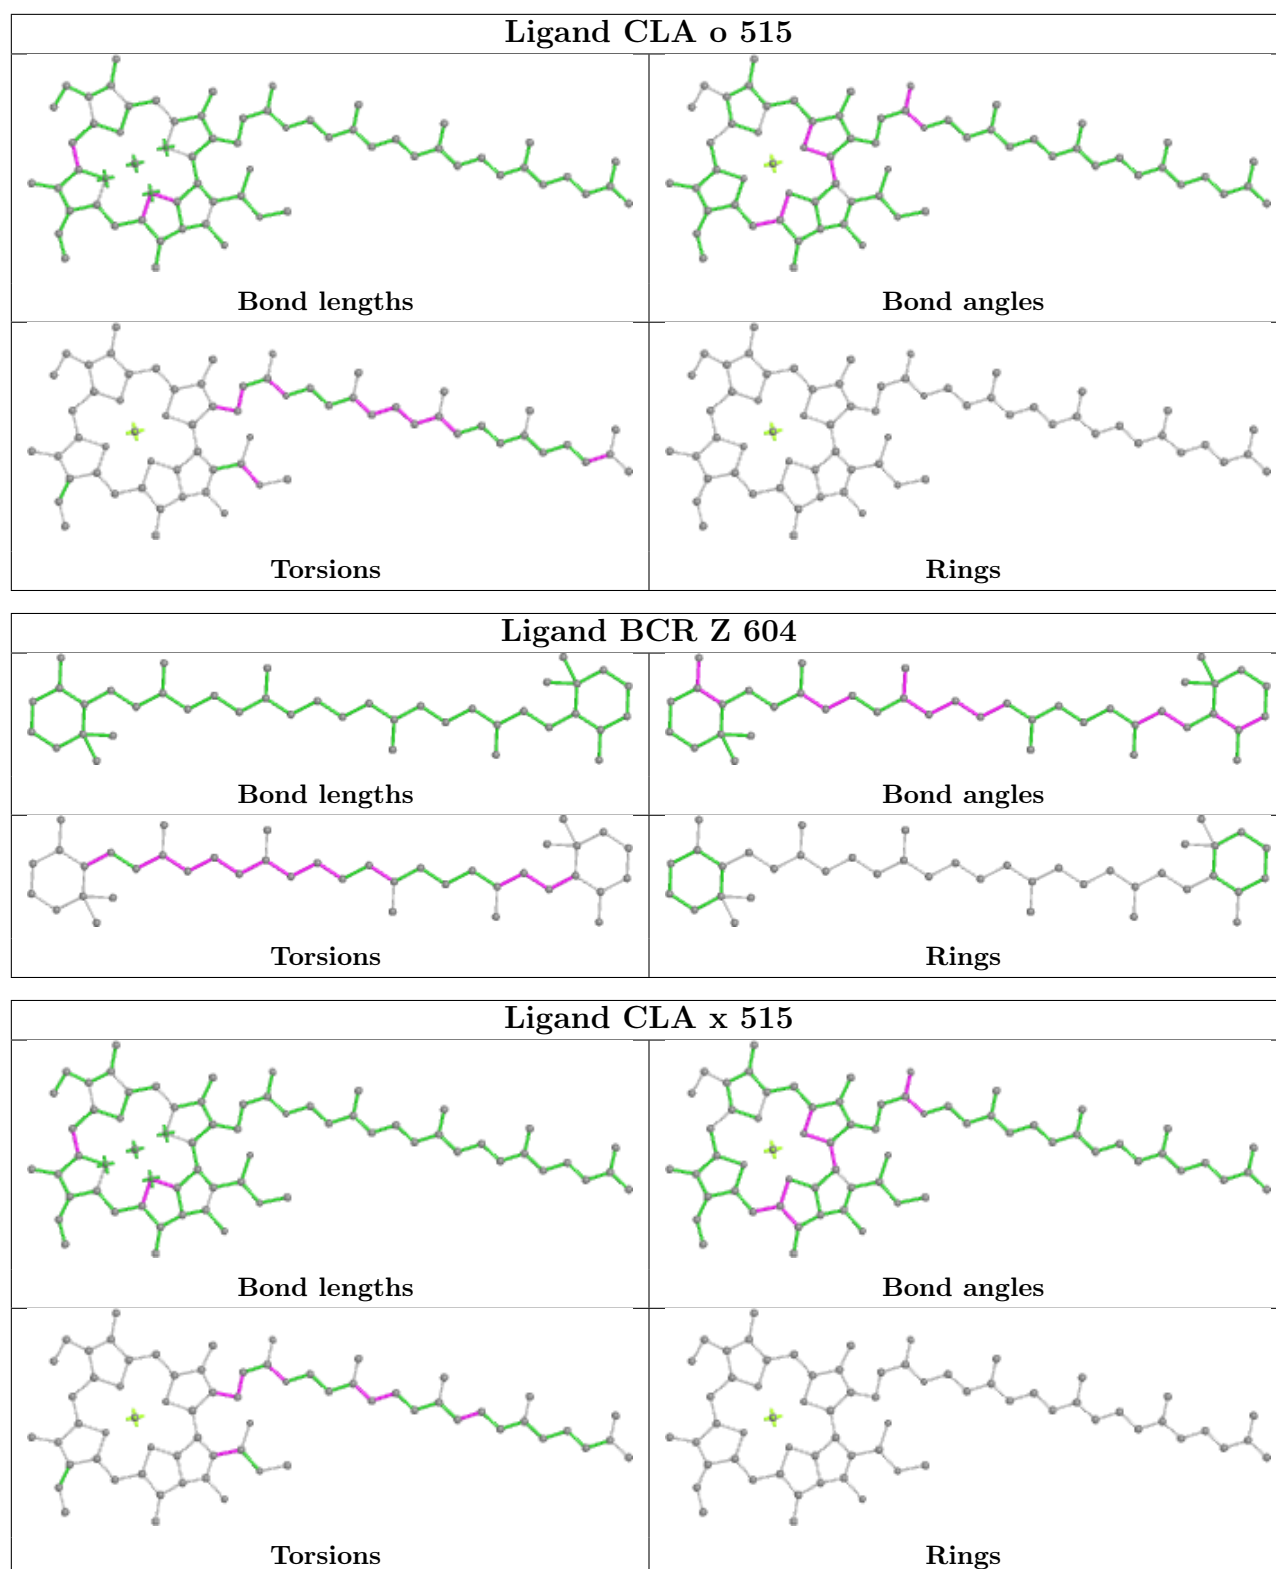 Ligand CLA o 515
Bond lengths
Bond angles
Torsions
Rings
Ligand BCR Z 604
Bond lengths
Bond angles
Torsions
Rings
Ligand CLA x 515
Bond lengths
Bond angles
Torsions
Rings